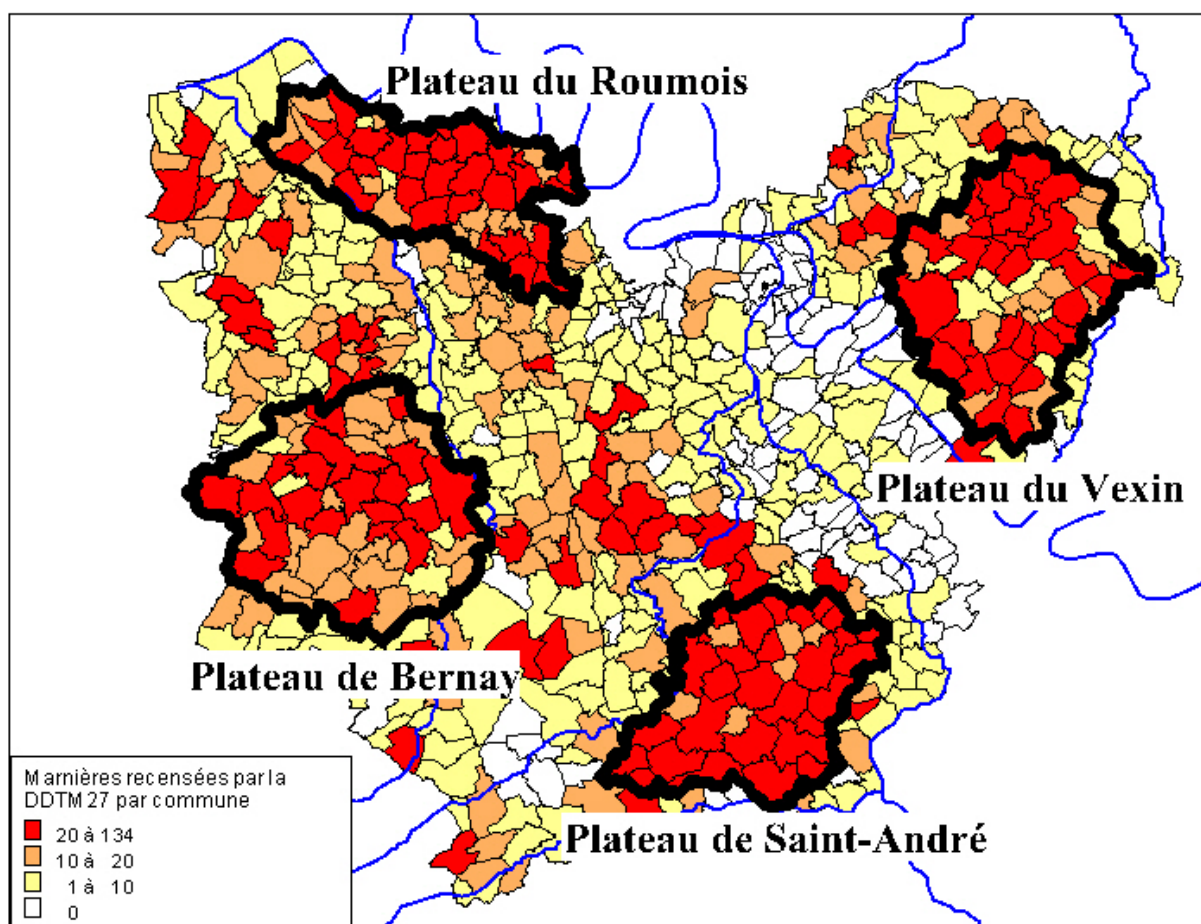 Plateau du Roumois
Plateau du Vexin
Plateau de Bernay
Plateau de Saint-André
Marnières recensées par la
DDTM 27 par commune
20 à 134
10 à 20
1 à 10
0